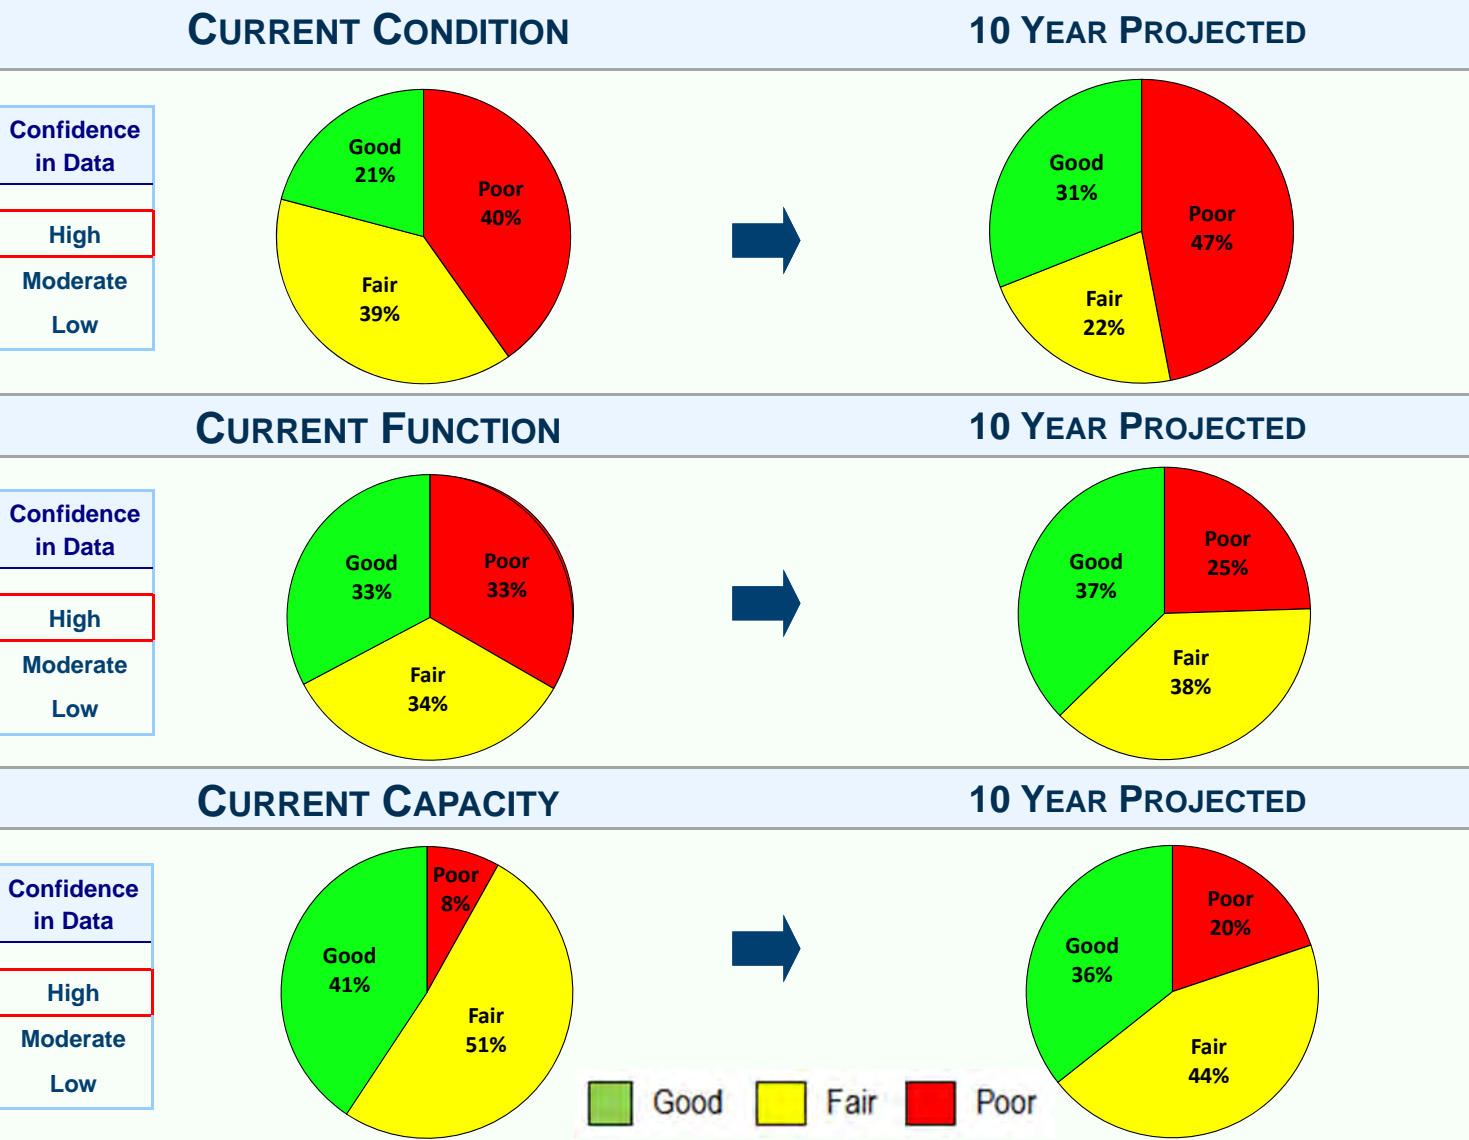 CURRENT CONDITION
10 YEAR PROJECTED
Confidence
in Data
High
Moderate
Low
Good
21%
Poor
40%
Fair
39%
Good
31%
Poor
47%
Fair
22%
CURRENT FUNCTION
10 YEAR PROJECTED
Confidence
in Data
High
Moderate
Low
Good
33%
Poor
33%
Fair
34%
Good
37%
Poor
25%
Fair
38%
CURRENT CAPACITY
10 YEAR PROJECTED
Confidence
in Data
High
Moderate
Low
Good
41%
Poor
8%
Fair
51%
Good
36%
Poor
20%
Fair
44%
Good
Fair
Poor